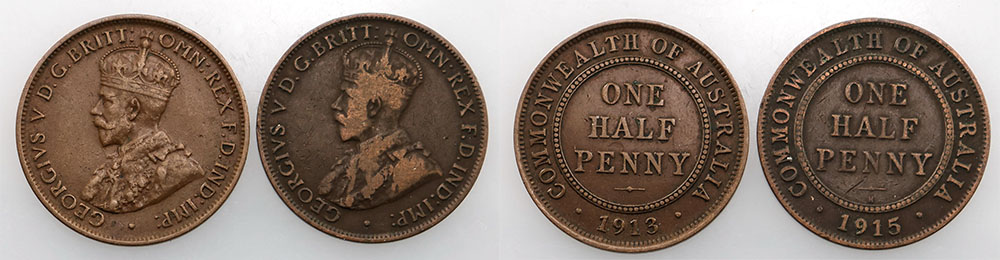 GEORGIVS V D.G.BRITT: OMN:REX F.D.IND:IMP:
GEORGIVS V D.G.BRITT: OMN:REX F.D.IND:IMP:
COMMONWEALTH OF AUSTRALIA
ONE
HALF
PENNY
1913
COMMONWEALTH OF AUSTRALIA
ONE
HALF
PENNY
H
1915